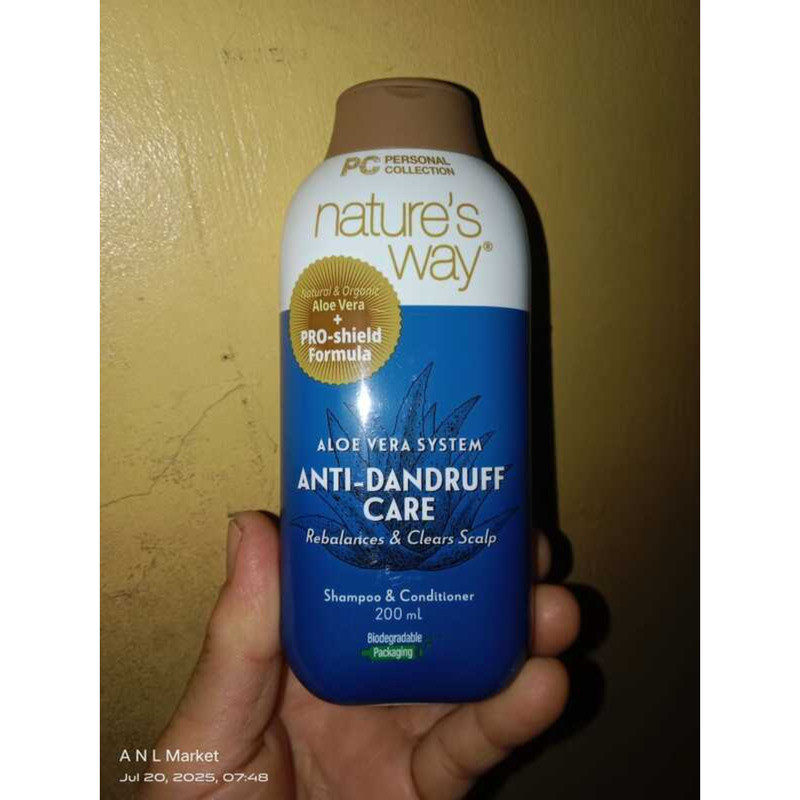 PC PERSONAL
COLLECTION
nature's
way®
Natural & Organic
Aloe Vera
+
PRO-shield
Formula
ALOE VERA SYSTEM
ANTI-DANDRUFF
CARE
Rebalances & Clears Scalp
Shampoo & Conditioner
200 mL
Biodegradable
Packaging
A N L Market
Jul 20, 2025, 07:48